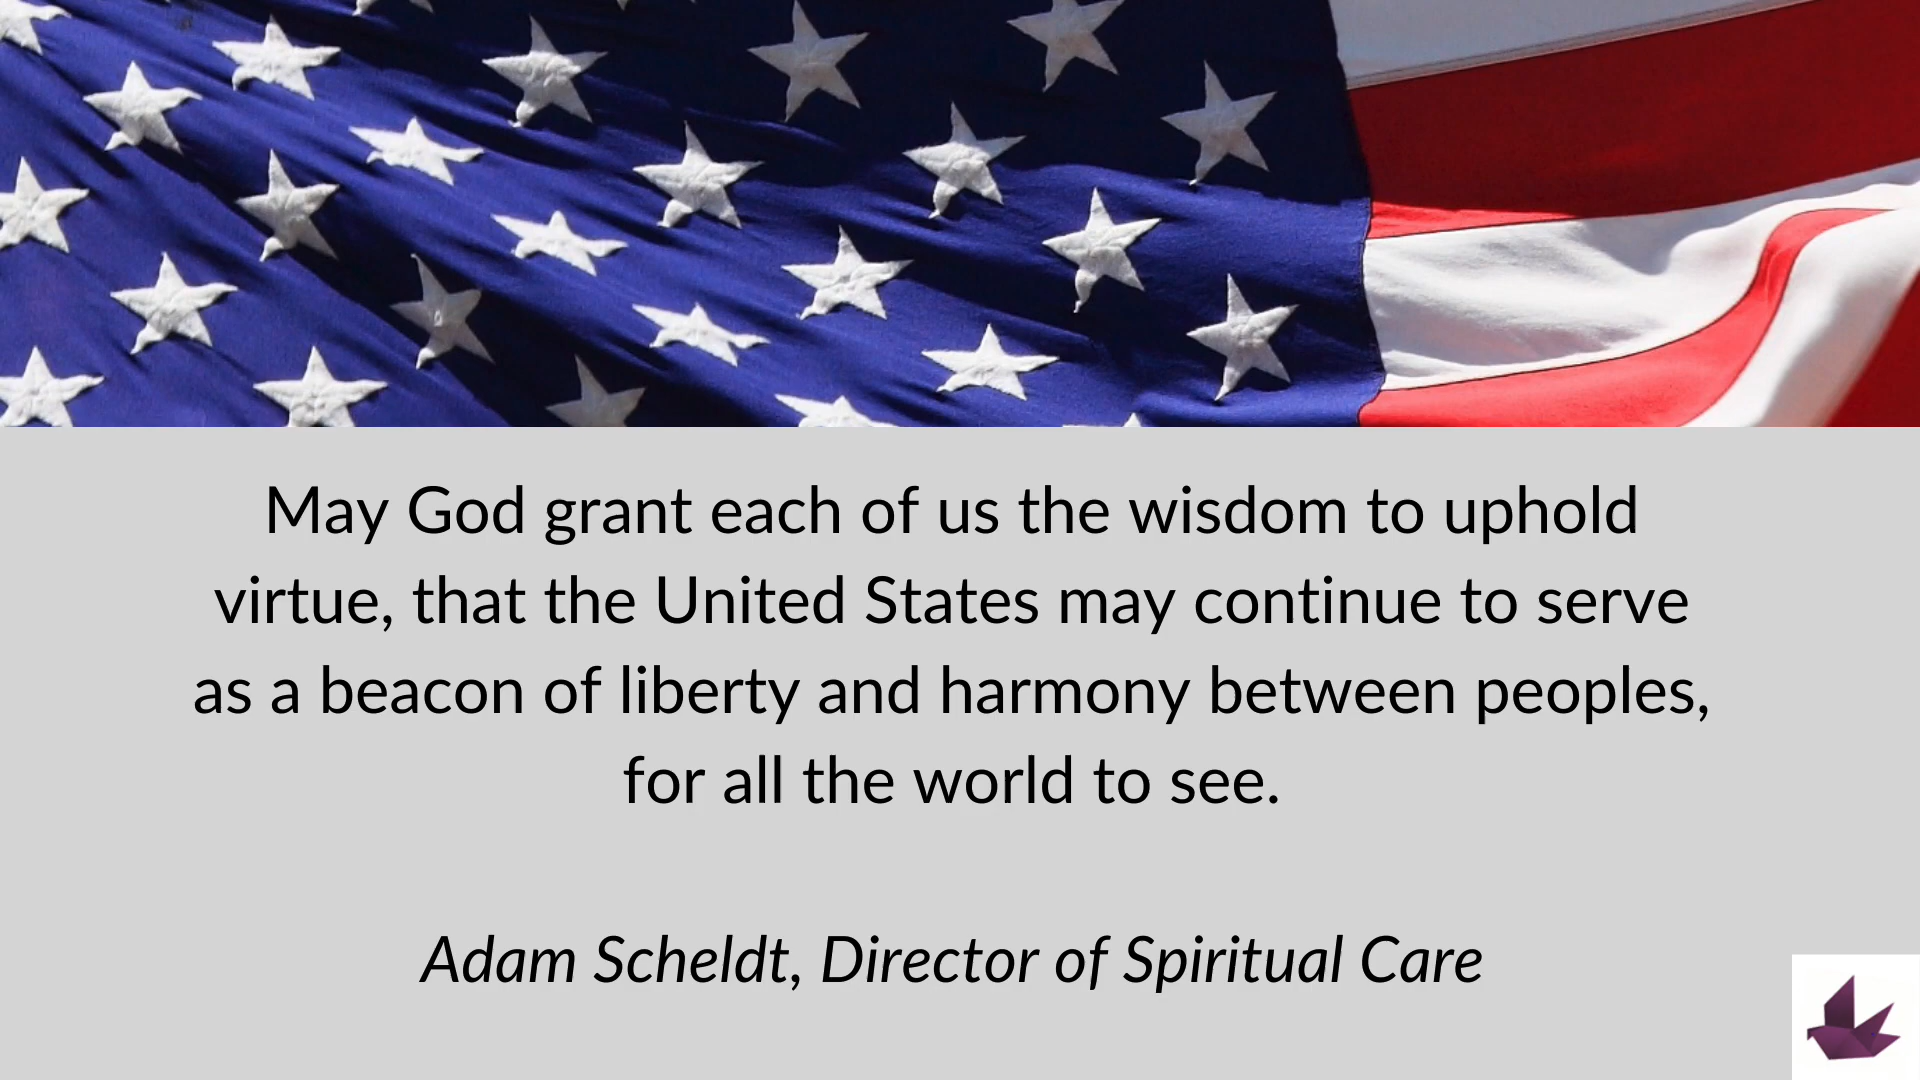 May God grant each of us the wisdom to uphold
virtue, that the United States may continue to serve
as a beacon of liberty and harmony between peoples,
for all the world to see.
Adam Scheldt, Director of Spiritual Care